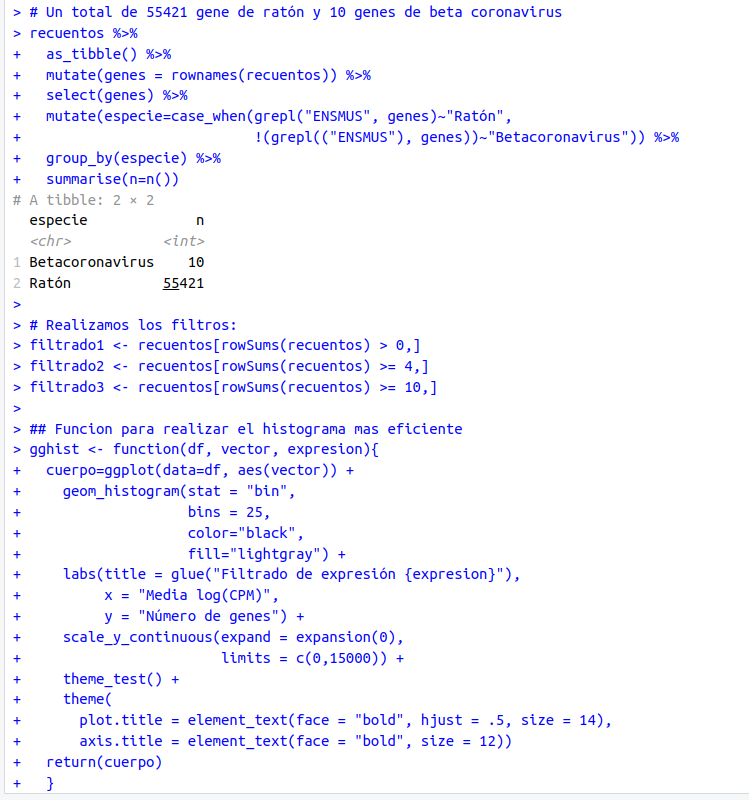 > # Un total de 55421 gene de ratón y 10 genes de beta coronavirus
> recuentos %>%
+   as_tibble() %>%
+   mutate(genes = rownames(recuentos)) %>%
+   select(genes) %>%
+   mutate(especie=case_when(grepl("ENSMUS", genes)~"Ratón",
+                            !(grepl(("ENSMUS"), genes))~"Betacoronavirus")) %>%
+   group_by(especie) %>%
+   summarise(n=n())
# A tibble: 2 × 2
  especie             n
  <chr>           <int>
1 Betacoronavirus    10
2 Ratón           55421
>
> # Realizamos los filtros:
> filtrado1 <- recuentos[rowSums(recuentos) > 0,]
> filtrado2 <- recuentos[rowSums(recuentos) >= 4,]
> filtrado3 <- recuentos[rowSums(recuentos) >= 10,]
>
> ## Funcion para realizar el histograma mas eficiente
> gghist <- function(df, vector, expresion){
+   cuerpo=ggplot(data=df, aes(vector)) +
+     geom_histogram(stat = "bin",
+                    bins = 25,
+                    color="black",
+                    fill="lightgray") +
+     labs(title = glue("Filtrado de expresión {expresion}"),
+          x = "Media log(CPM)",
+          y = "Número de genes") +
+     scale_y_continuous(expand = expansion(0),
+                        limits = c(0,15000)) +
+     theme_test() +
+     theme(
+       plot.title = element_text(face = "bold", hjust = .5, size = 14),
+       axis.title = element_text(face = "bold", size = 12))
+   return(cuerpo)
+   }